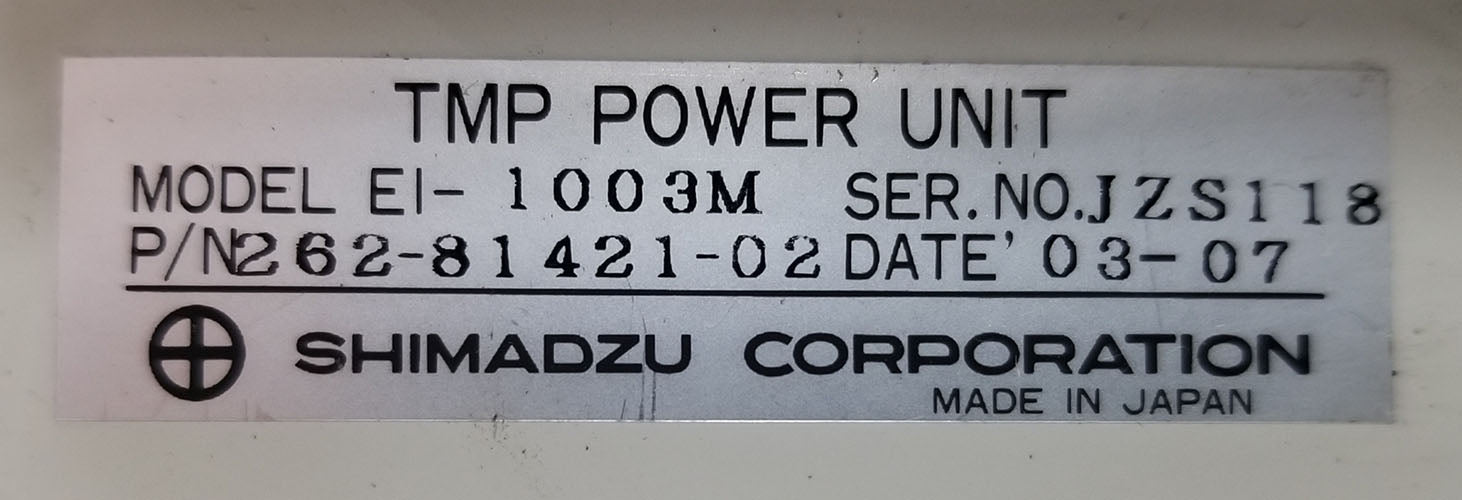 TMP POWER UNIT
MODEL EI-1003M SER. NO. JZS118
P/N262-81421-02 DATE'03-07
SHIMADZU CORPORATION
MADE IN JAPAN